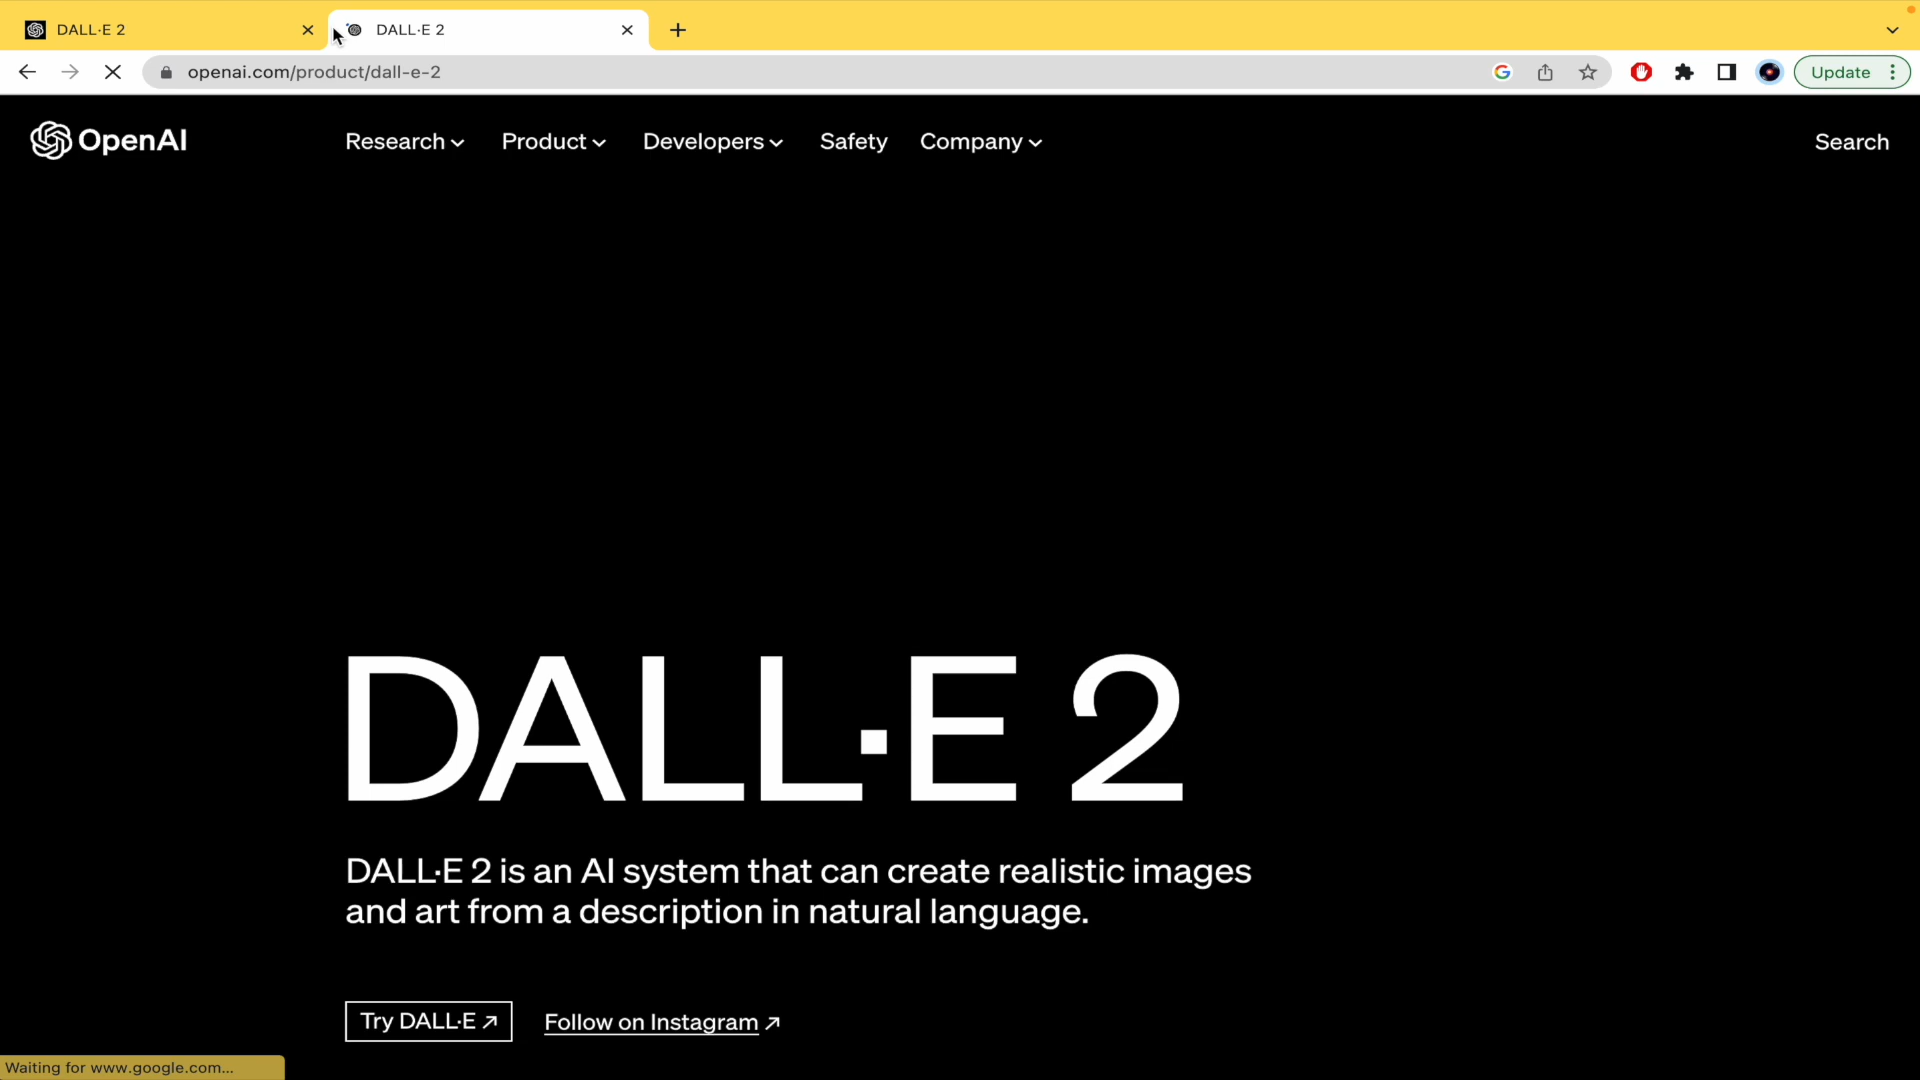 DALL·E 2
DALL·E 2
openai.com/product/dall-e-2
Update
OpenAI
Research
Product
Developers
Safety
Company
Search
DALL·E 2
DALL·E 2 is an AI system that can create realistic images
and art from a description in natural language.
Try DALL·E ↗
Follow on Instagram ↗
Waiting for www.google.com...